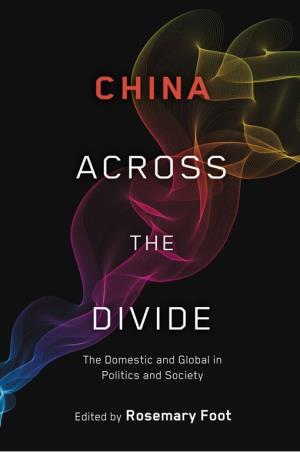 CHINA
ACROSS
THE
DIVIDE
The Domestic and Global in
Politics and Society
Edited by Rosemary Foot